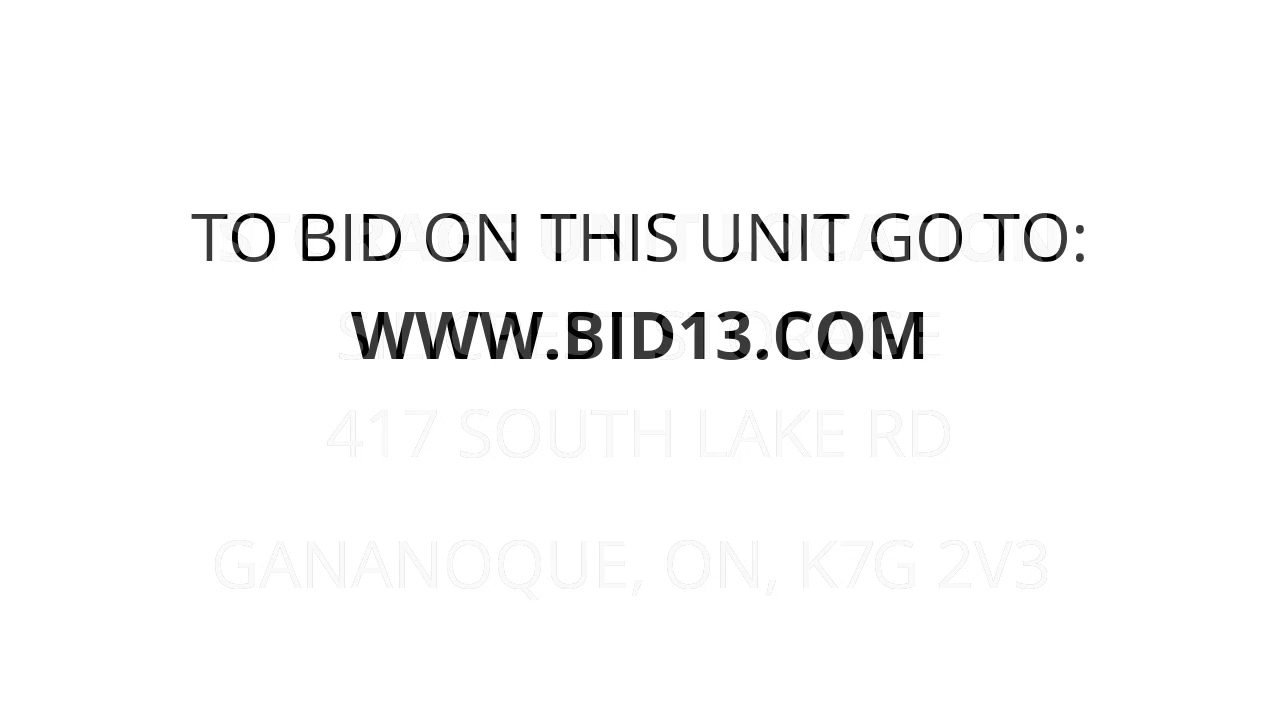 TO BID ON THIS UNIT GO TO:
WWW.BID13.COM
417 SOUTH LAKE RD
GANANOQUE, ON, K7G 2V3